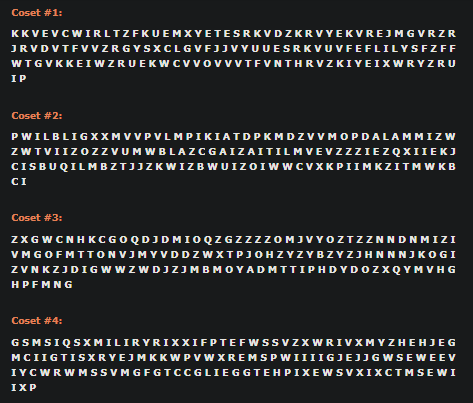 Coset #1:
K K V E V C W I R L T Z F K U E M X Y E T E S R K V D Z K R V Y E K V R E J M G V R Z R
J R V D V T F V V Z R G Y S X C L G V F J J V Y U U E S R K V U V F E F L I L Y S F Z F F
W T G V K K E I W Z R U E K W C V V O V V V T F V N T H R V Z K I Y E I X W R Y Z R U
I P
Coset #2:
P W I L B L I G X X M V V P V L M P I K I A T D P K M D Z V V M O P D A L A M M I Z W
Z W T V I I Z O Z Z V U M W B L A Z C G A I Z A I T I L M V E V Z Z Z I E Z Q X I I E K J
C I S B U Q I L M B Z T J J Z K W I Z B W U I Z O I W W C V X K P I I M K Z I T M W K B
C I
Coset #3:
Z X G W C N H K C G O Q D J D M I O Q Z G Z Z Z Z O M J V Y O Z T Z Z N N D N M I Z I
V M G O F M T T O N V J M Y V D D Z W X T P J O H Z Y Z Y B Z Y Z J H N N N J K O G I
Z V N K Z J D I G W W Z W D J Z J M B M O Y A D M T T I P H D Y D O Z X Q Y M V H G
H P F M N G
Coset #4:
G S M S I Q S X M I L I R Y R I X X I F P T E F W S S V Z X W R I V X M Y Z H E H J E G
M C I I G T I S X R Y E J M K K W P V W X R E M S P W I I I I G J E J J G W S E W E E V
I Y C W R W M S S V M G F G T C C G L I E G G T E H P I X E W S V X I X C T M S E W I
I X P